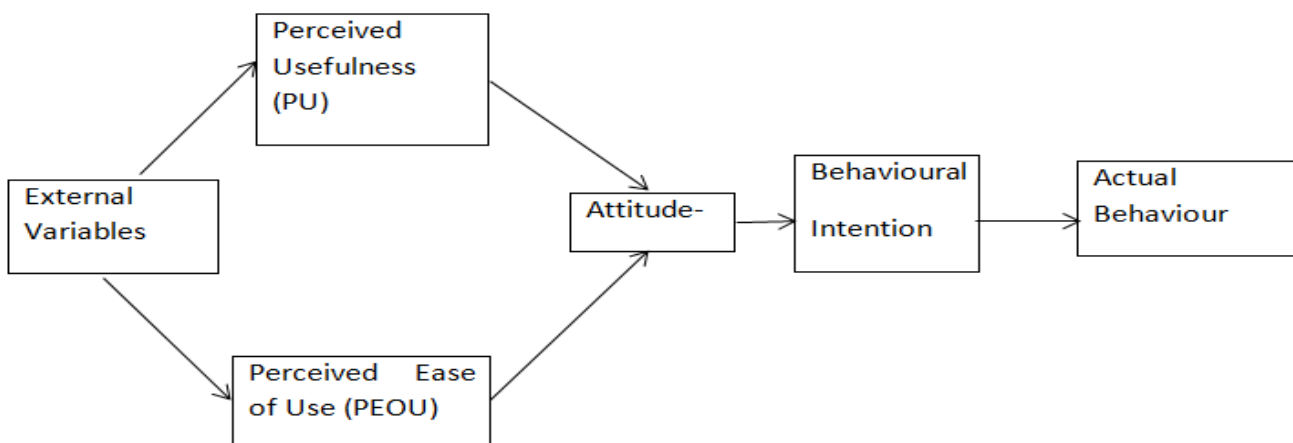 Perceived
Usefulness
(PU)
External
Variables
Attitude-
Behavioural
Intention
Actual
Behaviour
Perceived Ease
of Use (PEOU)